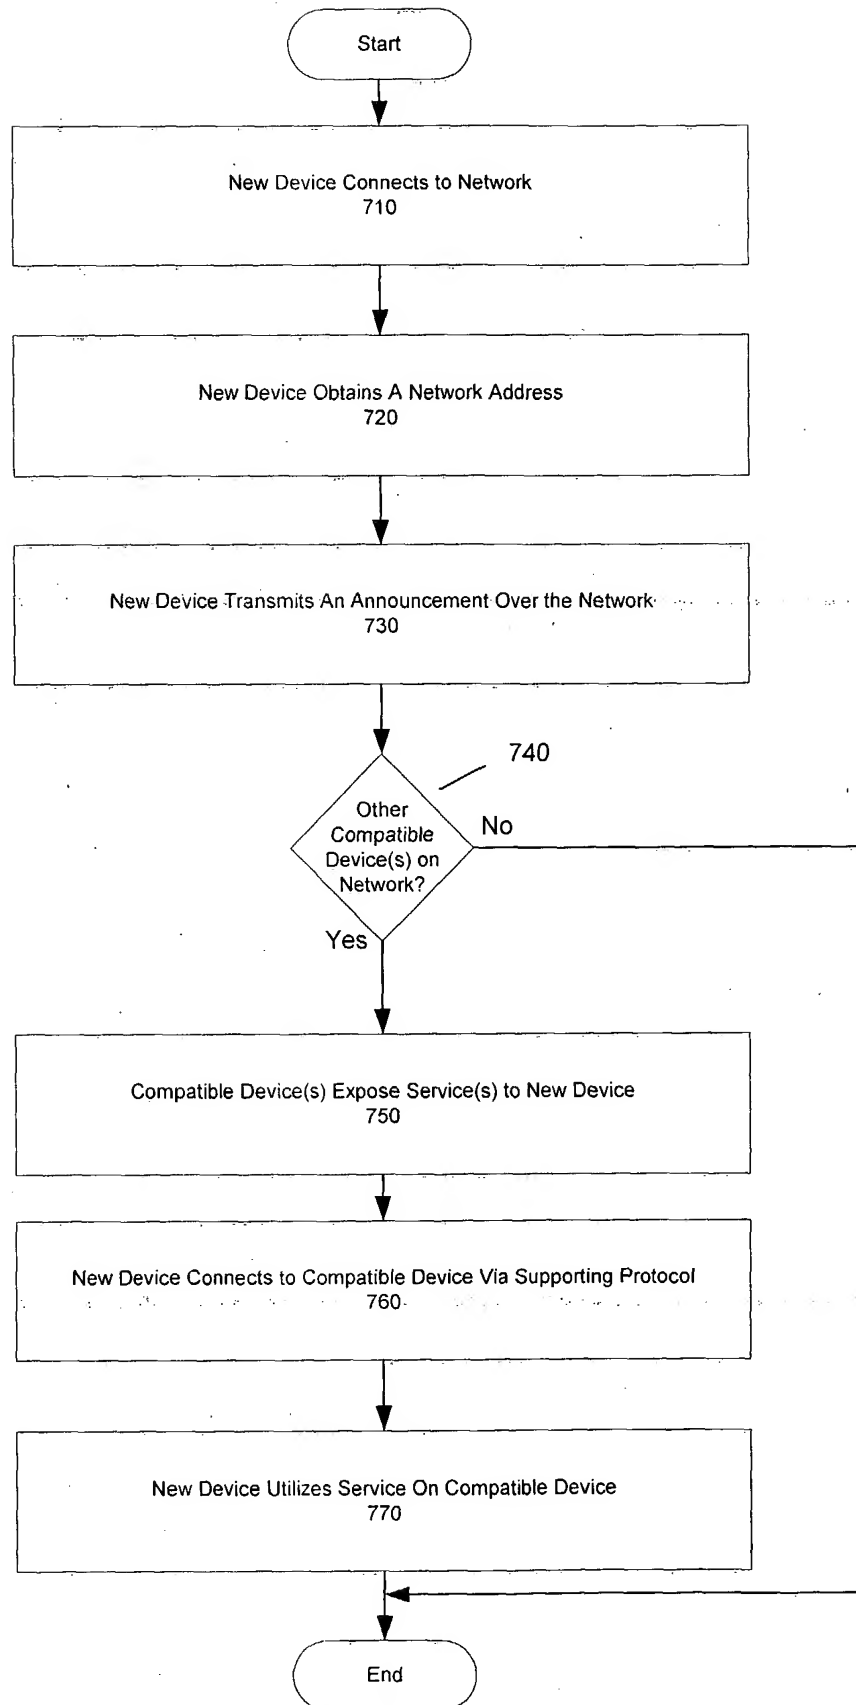 Start
New Device Connects to Network
710
New Device Obtains A Network Address
720
New Device Transmits An Announcement Over the Network
730
740
Other
Compatible
Device(s) on
Network?
No
Yes
Compatible Device(s) Expose Service(s) to New Device
750
New Device Connects to Compatible Device Via Supporting Protocol
760
New Device Utilizes Service On Compatible Device
770
End